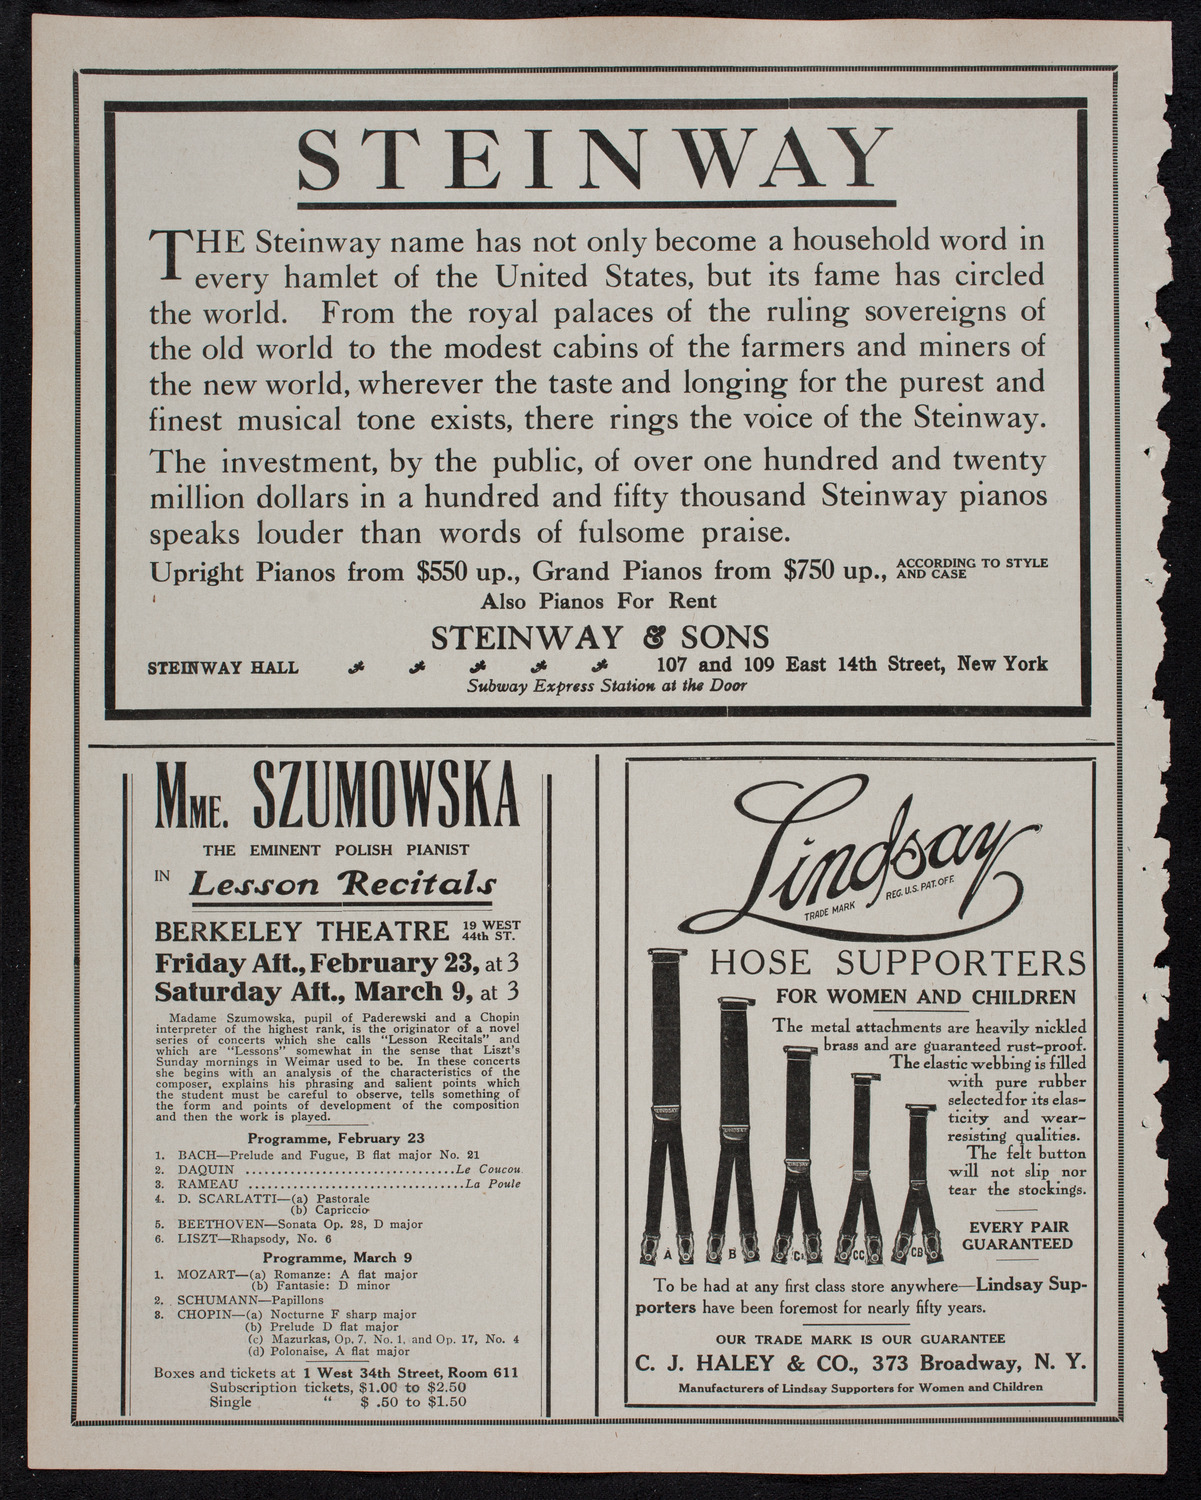 STEINWAY
THE Steinway name has not only become a household word in
every hamlet of the United States, but its fame has circled
the world. From the royal palaces of the ruling sovereigns of
the old world to the modest cabins of the farmers and miners of
the new world, wherever the taste and longing for the purest and
finest musical tone exists, there rings the voice of the Steinway.
The investment, by the public, of over one hundred and twenty
million dollars in a hundred and fifty thousand Steinway pianos
speaks louder than words of fulsome praise.
Upright Pianos from $550 up., Grand Pianos from $750 up., ACCORDING TO STYLE
AND CASE
Also Pianos For Rent
STEINWAY & SONS
STEINWAY HALL 107 and 109 East 14th Street, New York
Subway Express Station at the Door
MME. SZUMOWSKA
THE EMINENT POLISH PIANIST
IN Lesson Recitals
BERKELEY THEATRE 19 WEST
44th ST.
Friday Aft., February 23, at 3
Saturday Aft., March 9, at 3
Madame Szumowska, pupil of Paderewski and a Chopin
interpreter of the highest rank, is the originator of a novel
series of concerts which she calls "Lesson Recitals" and
which are "Lessons" somewhat in the sense that Liszt's
Sunday mornings in Weimar used to be. In these concerts
she begins with an analysis of the characteristics of the
composer, explains his phrasing and salient points which
the student must be careful to observe, tells something of
the form and points of development of the composition
and then the work is played.
Programme, February 23
1. BACH—Prelude and Fugue, B flat major No. 21
2. DAQUIN ................................Le Coucou
3. RAMEAU ..................................La Poule
4. D. SCARLATTI—(a) Pastorale
(b) Capriccio
5. BEETHOVEN—Sonata Op. 28, D major
6. LISZT—Rhapsody, No. 6
Programme, March 9
1. MOZART—(a) Romanze: A flat major
(b) Fantasie: D minor
2. SCHUMANN—Papillons
3. CHOPIN—(a) Nocturne F sharp major
(b) Prelude D flat major
(c) Mazurkas, Op. 7, No. 1, and Op. 17, No. 4
(d) Polonaise, A flat major
Boxes and tickets at 1 West 34th Street, Room 611
Subscription tickets, $1.00 to $2.50
Single " $ .50 to $1.50
Lindsay
TRADE MARK REG. U.S. PAT. OFF.
HOSE SUPPORTERS
FOR WOMEN AND CHILDREN
The metal attachments are heavily nickled
brass and are guaranteed rust-proof.
The elastic webbing is filled
with pure rubber
selected for its elas-
ticity and wear-
resisting qualities.
The felt button
will not slip nor
tear the stockings.
EVERY PAIR
GUARANTEED
A B C CC CB
To be had at any first class store anywhere—Lindsay Sup-
porters have been foremost for nearly fifty years.
OUR TRADE MARK IS OUR GUARANTEE
C. J. HALEY & CO., 373 Broadway, N. Y.
Manufacturers of Lindsay Supporters for Women and Children